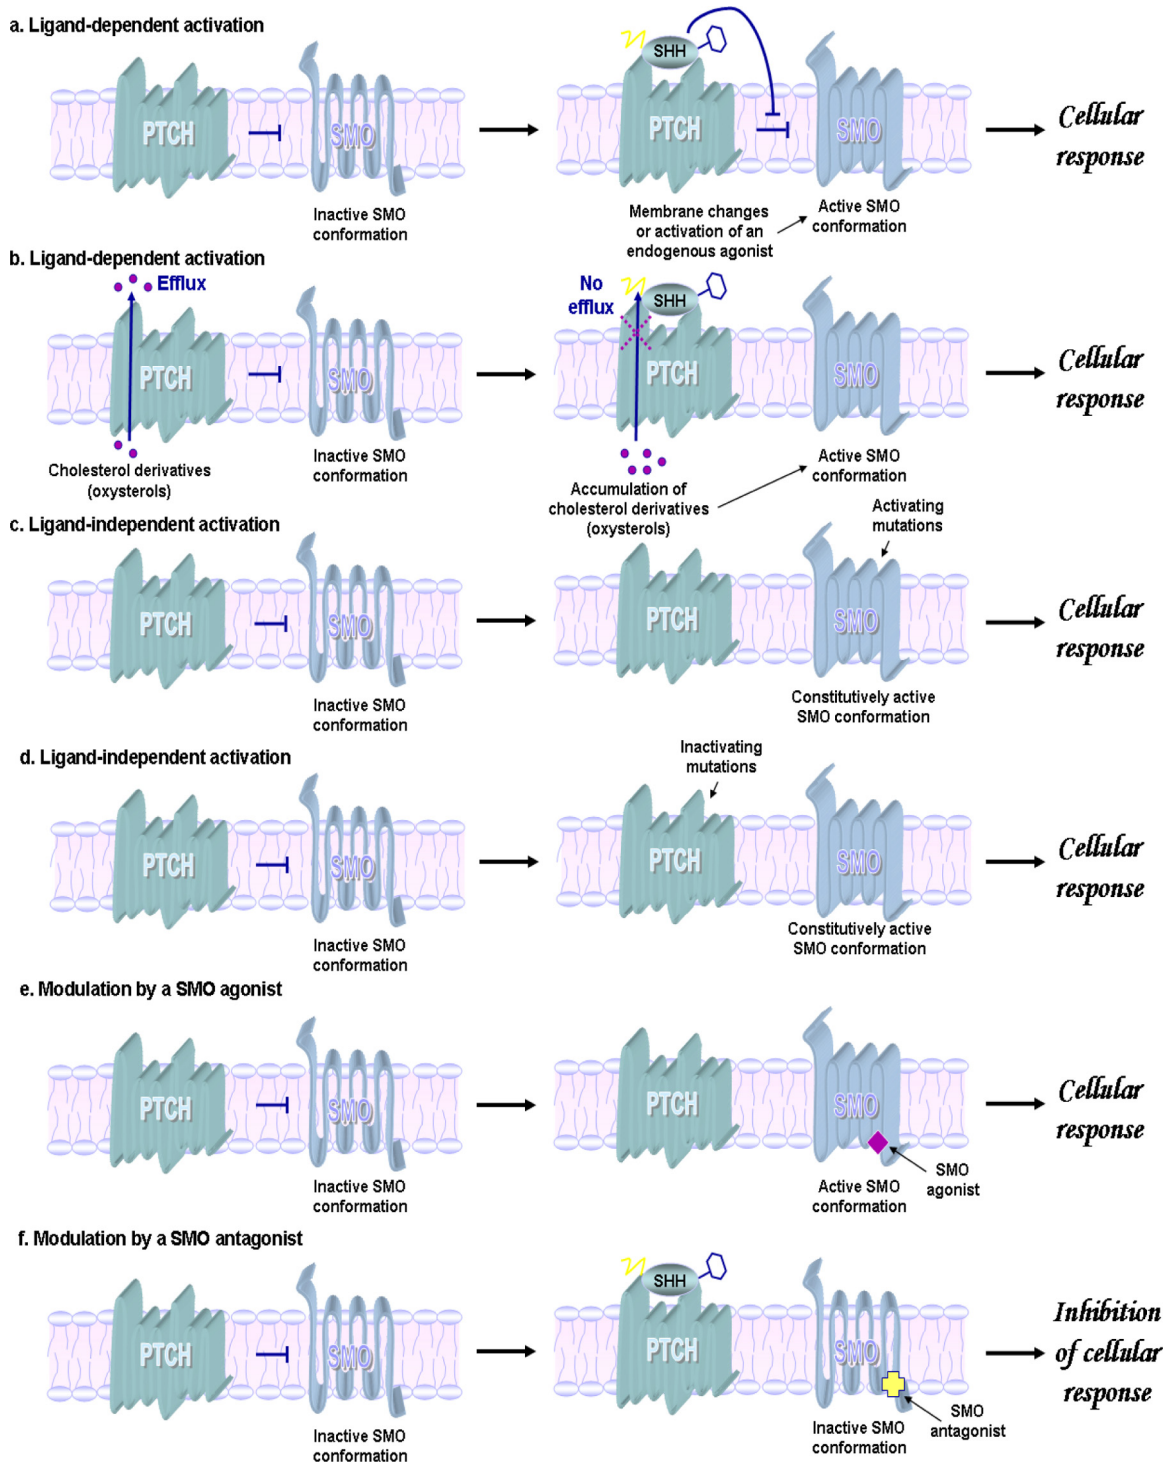 a. Ligand-dependent activation
SHH
PTCH
SMO
PTCH
SMO
Cellular
response
Inactive SMO
conformation
Membrane changes
or activation of an
endogenous agonist
Active SMO
conformation
b. Ligand-dependent activation
Efflux
No
efflux
SHH
PTCH
SMO
PTCH
SMO
Cellular
response
Cholesterol derivatives
(oxysterols)
Inactive SMO
conformation
Accumulation of
cholesterol derivatives
(oxysterols)
Active SMO
conformation
c. Ligand-independent activation
Activating
mutations
PTCH
SMO
PTCH
SMO
Cellular
response
Inactive SMO
conformation
Constitutively active
SMO conformation
d. Ligand-independent activation
Inactivating
mutations
PTCH
SMO
PTCH
SMO
Cellular
response
Inactive SMO
conformation
Constitutively active
SMO conformation
e. Modulation by a SMO agonist
PTCH
SMO
PTCH
SMO
Cellular
response
Inactive SMO
conformation
Active SMO
conformation
SMO
agonist
f. Modulation by a SMO antagonist
SHH
PTCH
SMO
PTCH
SMO
Inhibition
of cellular
response
Inactive SMO
conformation
Inactive SMO
conformation
SMO
antagonist